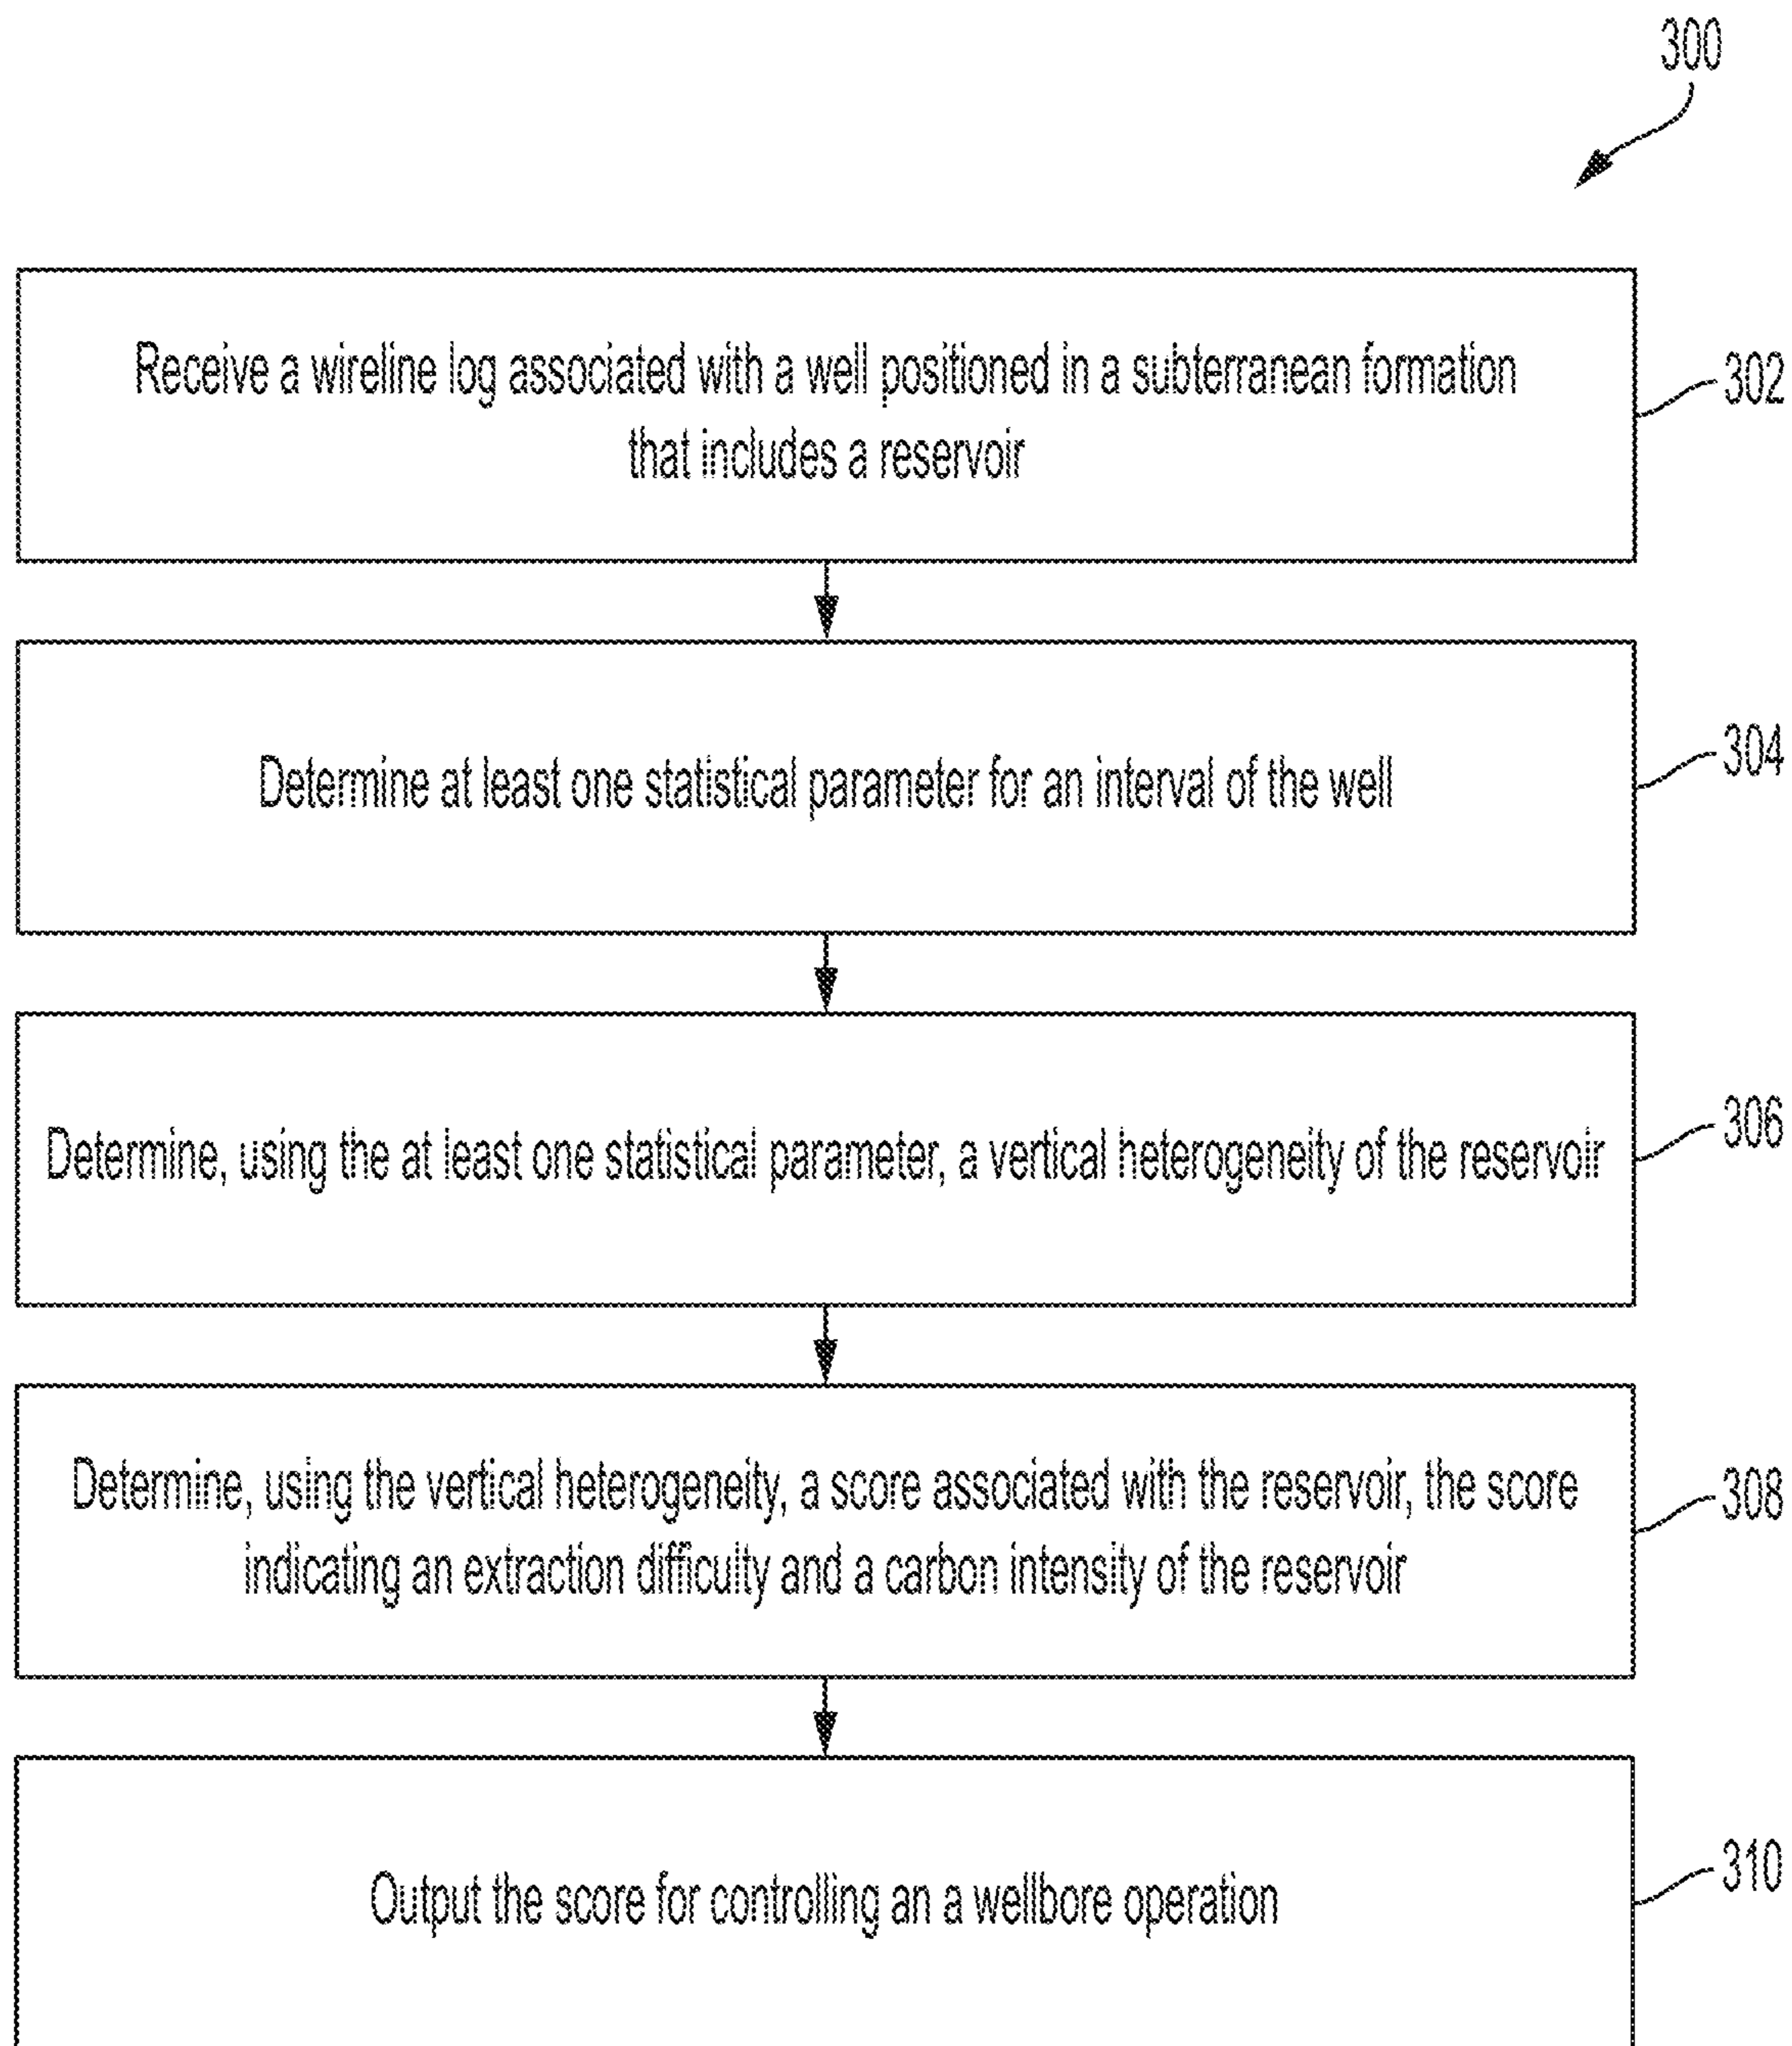 300
Receive a wireline log associated with a well positioned in a subterranean formation
that includes a reservoir
302
Determine at least one statistical parameter for an interval of the well
304
Determine, using the at least one statistical parameter, a vertical heterogeneity of the reservoir
306
Determine, using the vertical heterogeneity, a score associated with the reservoir, the score
indicating an extraction difficulty and a carbon intensity of the reservoir
308
Output the score for controlling an a wellbore operation
310